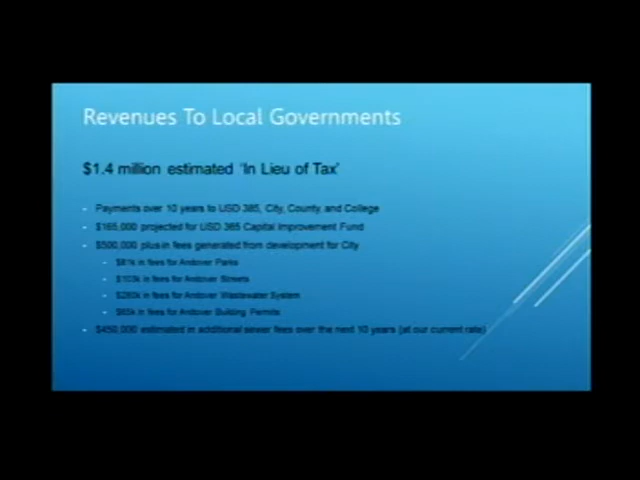 Revenues To Local Governments
$1.4 million estimated 'In Lieu of Tax'
- Payments over 10 years to USD 385, City, County, and College
- $165,000 projected for USD 385 Capital Improvement Fund
- $500,000 plus in fees generated from development for City
- $81k in fees for Andover Parks
- $103k in fees for Andover Streets
- $260k in fees for Andover Wastewater System
- $65k in fees for Andover Building Permits
- $450,000 estimated in additional sewer fees over the next 10 years (at our current rate)